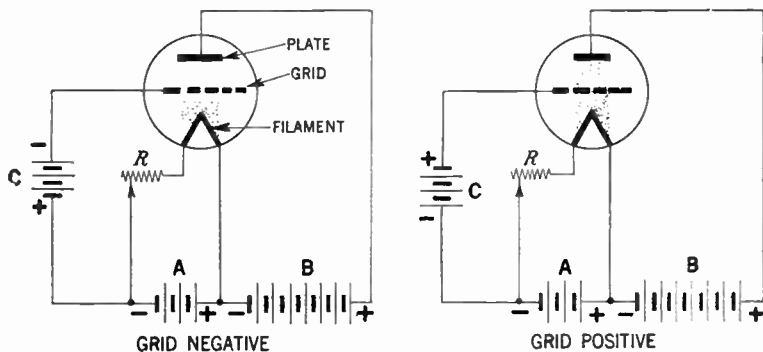 PLATE
GRID
FILAMENT
-
C
+
R
A
B
- + - +
GRID NEGATIVE
+
C
-
R
A
B
- + - +
GRID POSITIVE